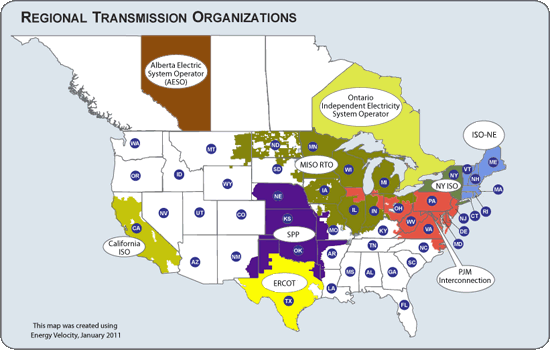 REGIONAL TRANSMISSION ORGANIZATIONS
Alberta Electric
System Operator
(AESO)
Ontario
Independent Electricity
System Operator
ISO-NE
WA
MT
ND
MN
VT
ME
OR
ID
SD
MISO RTO
WI
MI
NY
NH
MA
WY
NY ISO
IA
NE
PA
RI
CT
NJ
NV
UT
CO
IL
IN
OH
DE
CA
KS
MO
WV
VA
MD
KY
California
ISO
SPP
AZ
NM
OK
AR
TN
NC
SC
PJM
Interconnection
ERCOT
MS
AL
GA
TX
LA
FL
This map was created using
Energy Velocity, January 2011